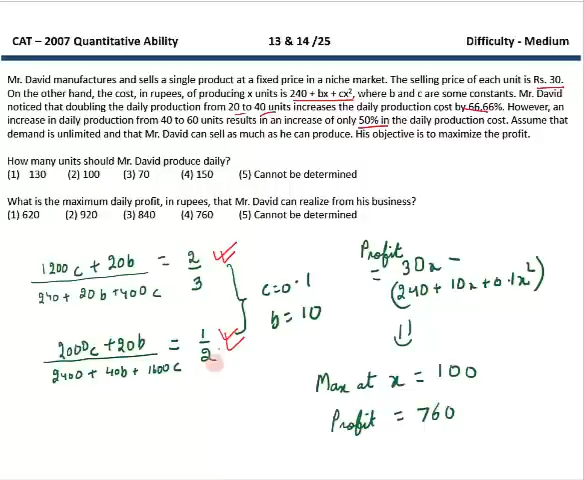 CAT – 2007 Quantitative Ability 13 & 14 /25 Difficulty - Medium
Mr. David manufactures and sells a single product at a fixed price in a niche market. The selling price of each unit is Rs. 30.
On the other hand, the cost, in rupees, of producing x units is 240 + bx + cx², where b and c are some constants. Mr. David
noticed that doubling the daily production from 20 to 40 units increases the daily production cost by 66.66%. However, an
increase in daily production from 40 to 60 units results in an increase of only 50% in the daily production cost. Assume that
demand is unlimited and that Mr. David can sell as much as he can produce. His objective is to maximize the profit.
How many units should Mr. David produce daily?
(1) 130 (2) 100 (3) 70 (4) 150 (5) Cannot be determined
What is the maximum daily profit, in rupees, that Mr. David can realize from his business?
(1) 620 (2) 920 (3) 840 (4) 760 (5) Cannot be determined
1200c + 20b = 2
240 + 20b + 400c 3
2000c + 20b = 1
2400 + 40b + 1600c 2
c = 0.1
b = 10
Profit
= 30x -
(240 + 10x + 0.1x²)
Max at x = 100
Profit = 760